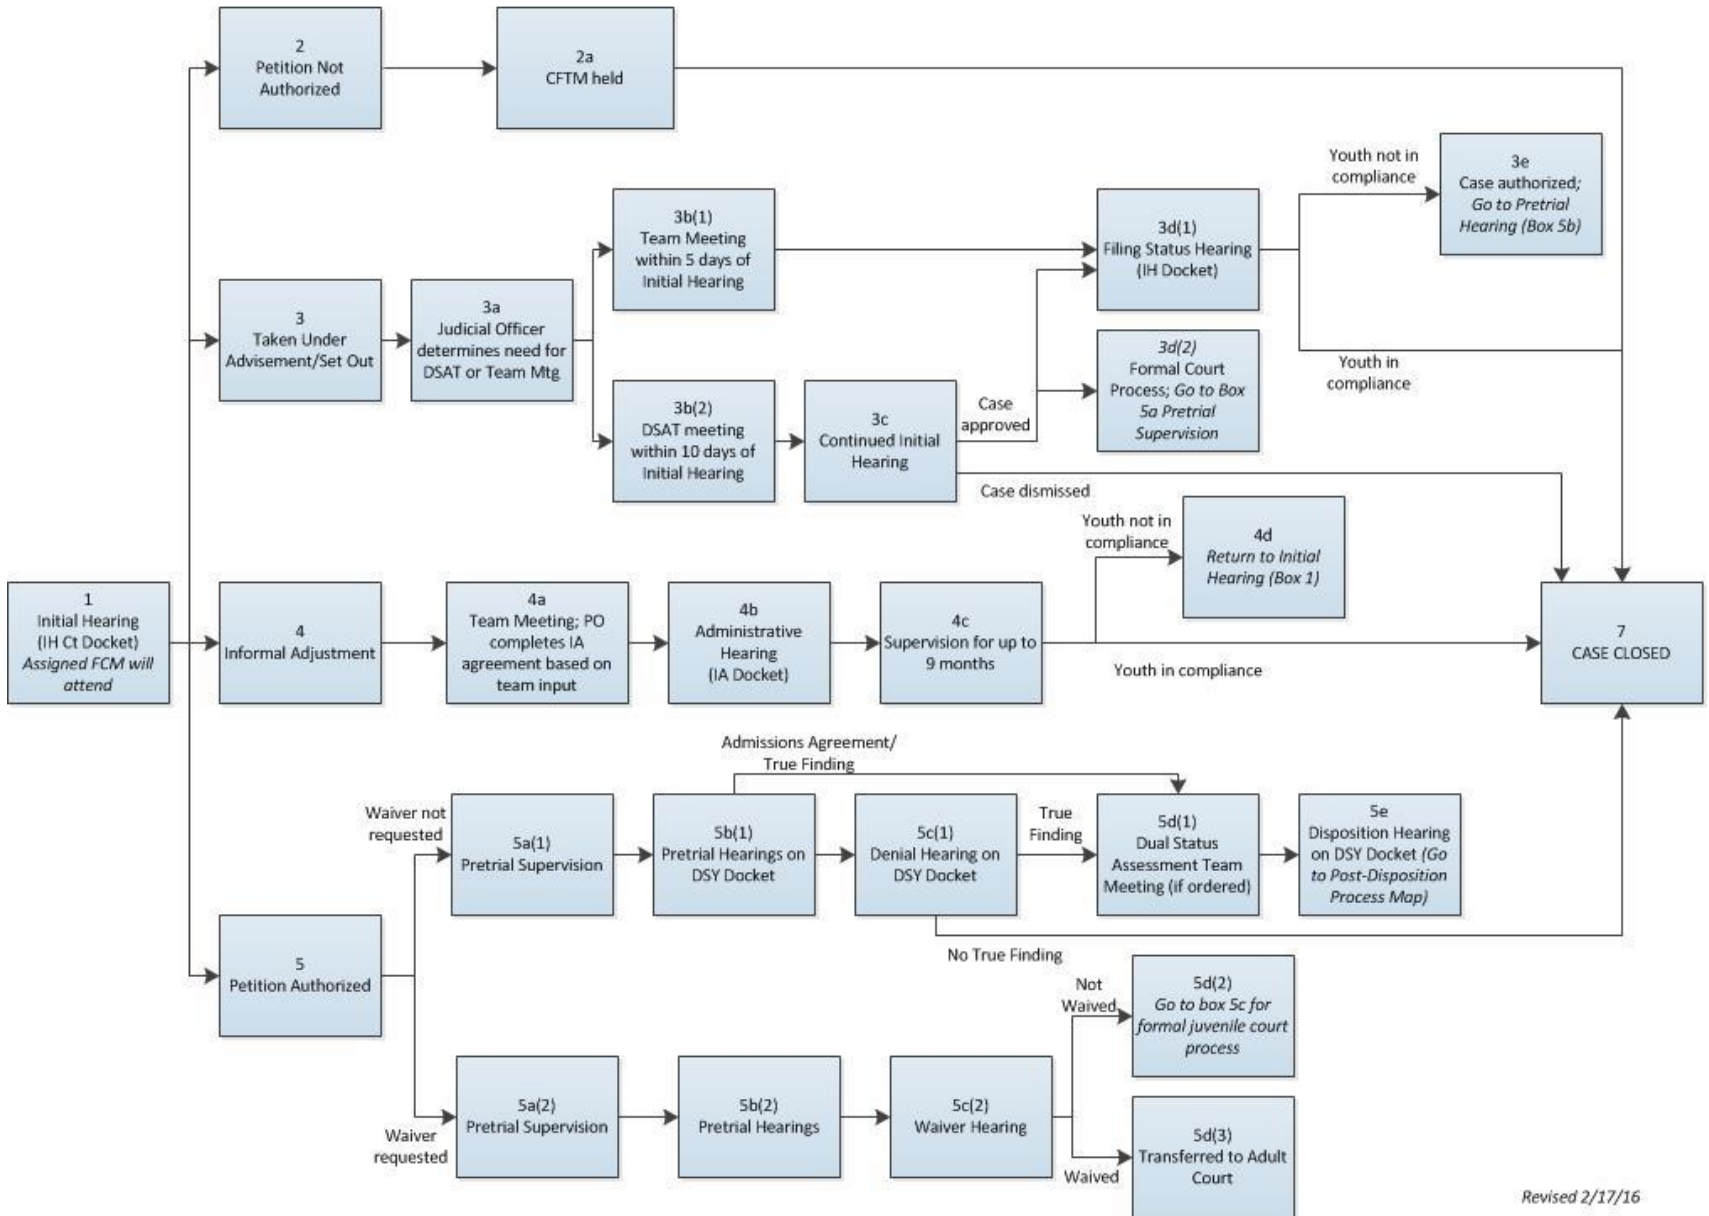 2
Petition Not
Authorized
2a
CFTM held
3
Taken Under
Advisement/Set Out
3a
Judicial Officer
determines need for
DSAT or Team Mtg
3b(1)
Team Meeting
within 5 days of
Initial Hearing
3b(2)
DSAT meeting
within 10 days of
Initial Hearing
3c
Continued Initial
Hearing
Case
approved
Case dismissed
3d(1)
Filing Status Hearing
(IH Docket)
3d(2)
Formal Court
Process; Go to Box
5a Pretrial
Supervision
Youth not in
compliance
3e
Case authorized;
Go to Pretrial
Hearing (Box 5b)
Youth in
compliance
1
Initial Hearing
(IH Ct Docket)
Assigned FCM will
attend
4
Informal Adjustment
4a
Team Meeting; PO
completes IA
agreement based on
team input
4b
Administrative
Hearing
(IA Docket)
4c
Supervision for up to
9 months
Youth not in
compliance
4d
Return to Initial
Hearing (Box 1)
Youth in compliance
7
CASE CLOSED
5
Petition Authorized
Waiver not
requested
5a(1)
Pretrial Supervision
5b(1)
Pretrial Hearings on
DSY Docket
Admissions Agreement/
True Finding
5c(1)
Denial Hearing on
DSY Docket
True
Finding
No True Finding
5d(1)
Dual Status
Assessment Team
Meeting (if ordered)
5e
Disposition Hearing
on DSY Docket (Go
to Post-Disposition
Process Map)
Waiver
requested
5a(2)
Pretrial Supervision
5b(2)
Pretrial Hearings
5c(2)
Waiver Hearing
Not
Waived
5d(2)
Go to box 5c for
formal juvenile court
process
Waived
5d(3)
Transferred to Adult
Court
Revised 2/17/16